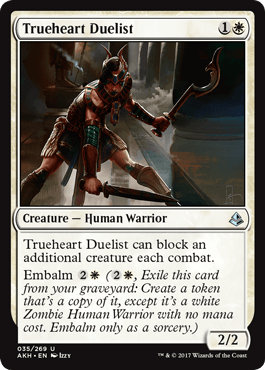 Trueheart Duelist 1
Creature — Human Warrior
Trueheart Duelist can block an
additional creature each combat.
Embalm 2 ( 2 , Exile this card
from your graveyard: Create a token
that's a copy of it, except it's a white
Zombie Human Warrior with no mana
cost. Embalm only as a sorcery.)
2/2
035/269 U
AKH • EN Izzy
™ & © 2017 Wizards of the Coast